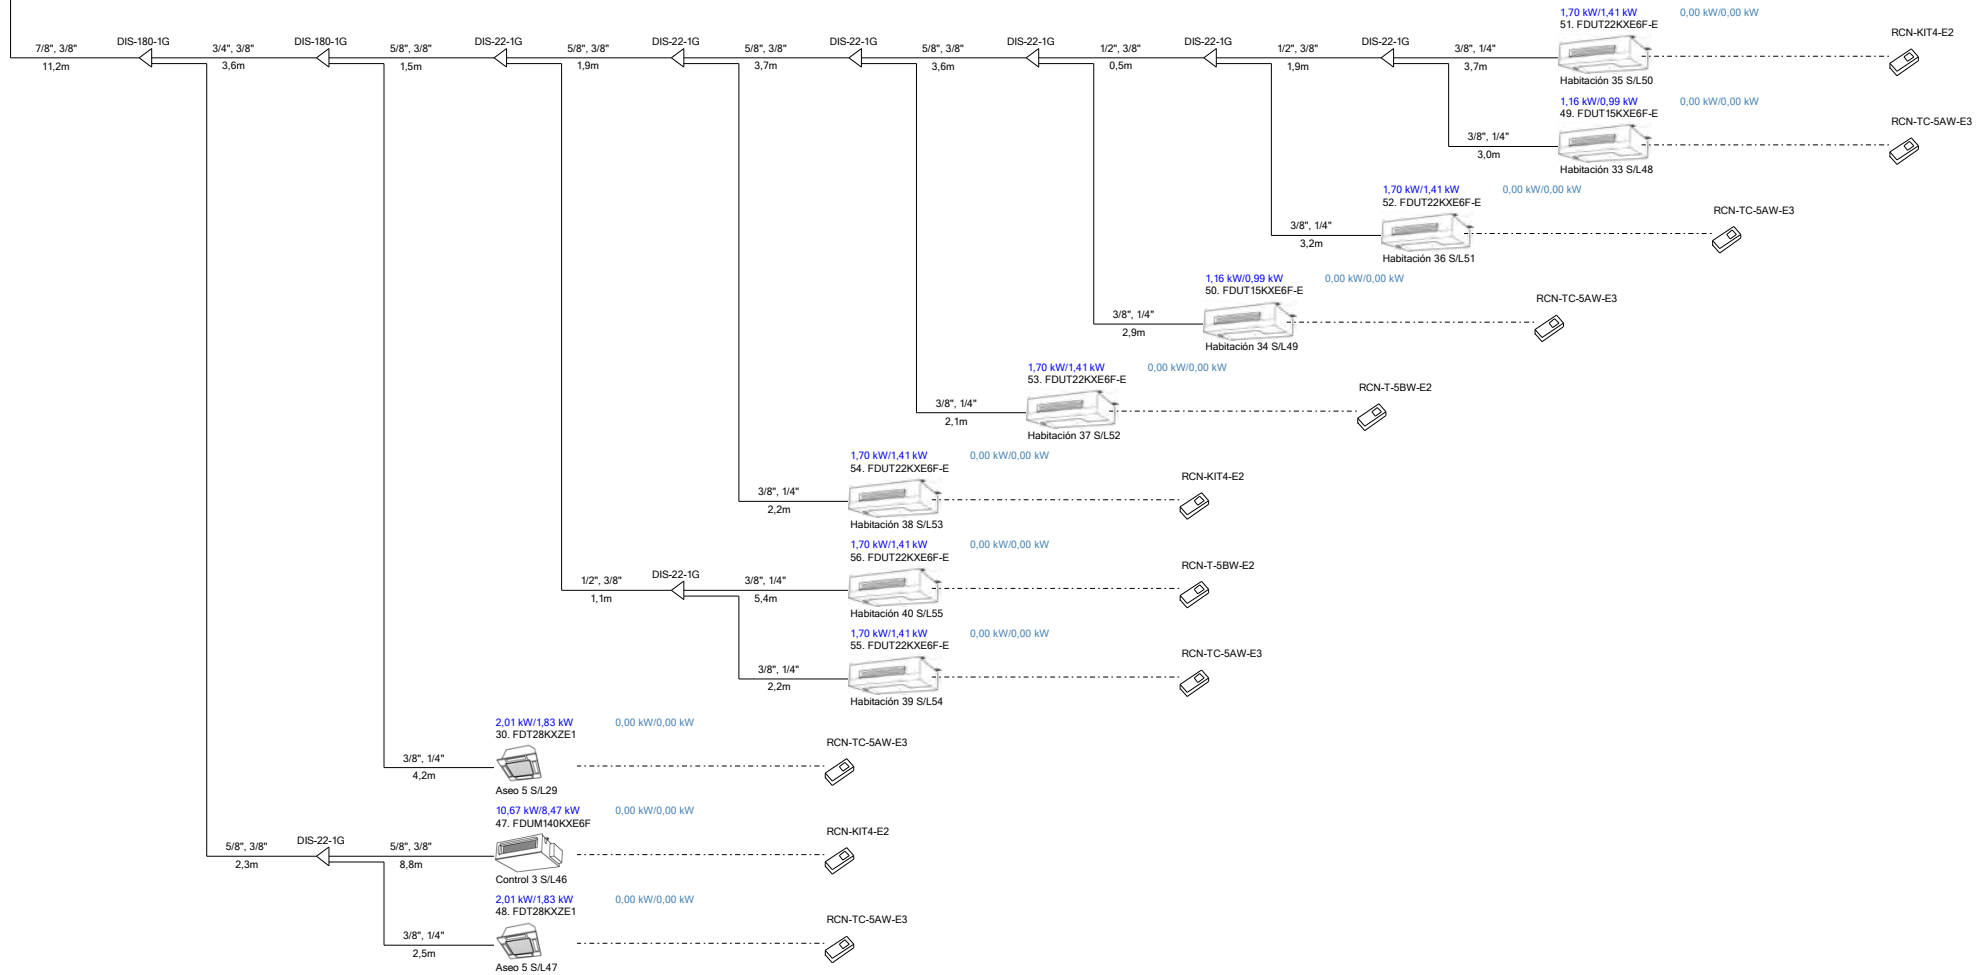 1,70 kW/1,41 kW 0,00 kW/0,00 kW
51. FDUT22KXE6F-E
RCN-KIT4-E2
7/8", 3/8" DIS-180-1G 3/4", 3/8" DIS-180-1G 5/8", 3/8" DIS-22-1G 5/8", 3/8" DIS-22-1G 5/8", 3/8" DIS-22-1G 5/8", 3/8" DIS-22-1G 1/2", 3/8" DIS-22-1G 1/2", 3/8" DIS-22-1G 3/8", 1/4"
11,2m 3,6m 1,5m 1,9m 3,7m 3,6m 0,5m 1,9m 3,7m
Habitación 35 S/L50
1,16 kW/0,99 kW 0,00 kW/0,00 kW
49. FDUT15KXE6F-E
RCN-TC-5AW-E3
3/8", 1/4"
3,0m
Habitación 33 S/L48
1,70 kW/1,41 kW 0,00 kW/0,00 kW
52. FDUT22KXE6F-E
RCN-TC-5AW-E3
3/8", 1/4"
3,2m
Habitación 36 S/L51
1,16 kW/0,99 kW 0,00 kW/0,00 kW
50. FDUT15KXE6F-E
RCN-TC-5AW-E3
3/8", 1/4"
2,9m
Habitación 34 S/L49
1,70 kW/1,41 kW 0,00 kW/0,00 kW
53. FDUT22KXE6F-E
RCN-T-5BW-E2
3/8", 1/4"
2,1m
Habitación 37 S/L52
1,70 kW/1,41 kW 0,00 kW/0,00 kW
54. FDUT22KXE6F-E
RCN-KIT4-E2
3/8", 1/4"
2,2m
Habitación 38 S/L53
1,70 kW/1,41 kW 0,00 kW/0,00 kW
56. FDUT22KXE6F-E
RCN-T-5BW-E2
1/2", 3/8" DIS-22-1G 3/8", 1/4"
1,1m 5,4m
Habitación 40 S/L55
1,70 kW/1,41 kW 0,00 kW/0,00 kW
55. FDUT22KXE6F-E
RCN-TC-5AW-E3
3/8", 1/4"
2,2m
Habitación 39 S/L54
2,01 kW/1,83 kW 0,00 kW/0,00 kW
30. FDT28KXZE1
RCN-TC-5AW-E3
3/8", 1/4"
4,2m
Aseo 5 S/L29
10,67 kW/8,47 kW 0,00 kW/0,00 kW
47. FDUM140KXE6F
RCN-KIT4-E2
5/8", 3/8" DIS-22-1G 5/8", 3/8"
2,3m 8,8m
Control 3 S/L46
2,01 kW/1,83 kW 0,00 kW/0,00 kW
48. FDT28KXZE1
RCN-TC-5AW-E3
3/8", 1/4"
2,5m
Aseo 5 S/L47